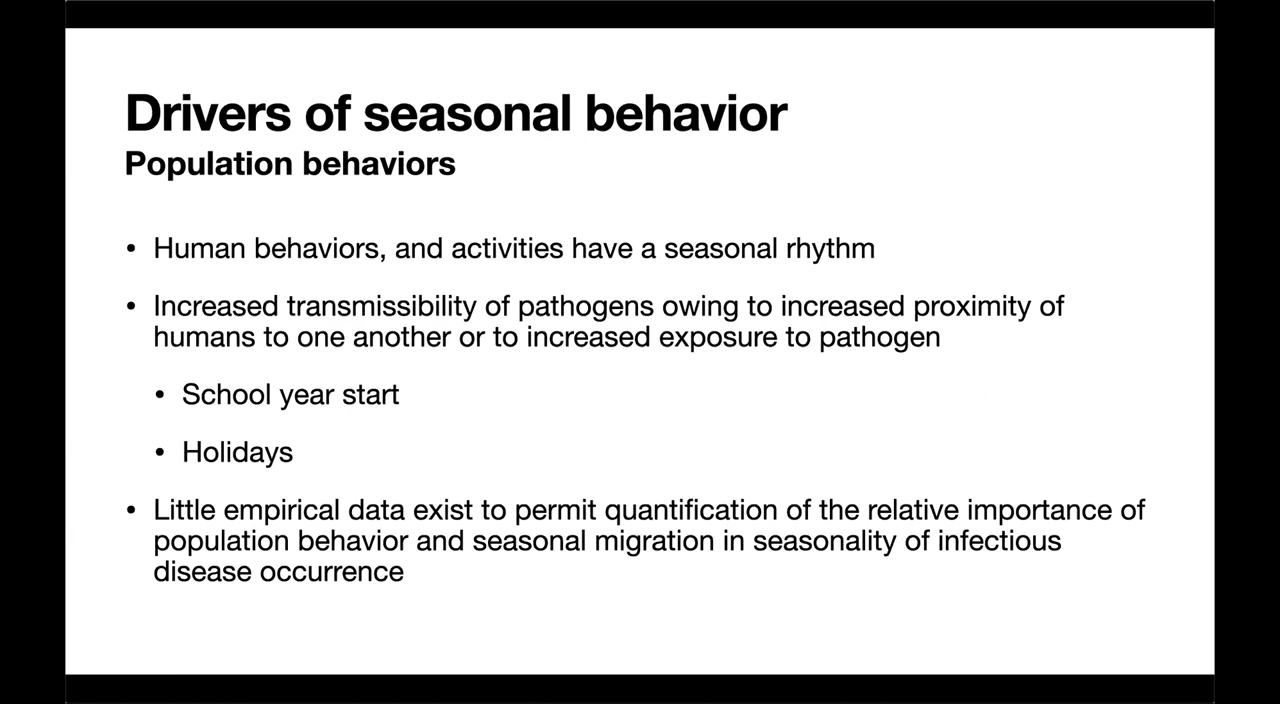 Drivers of seasonal behavior
Population behaviors
• Human behaviors, and activities have a seasonal rhythm
• Increased transmissibility of pathogens owing to increased proximity of
humans to one another or to increased exposure to pathogen
• School year start
• Holidays
• Little empirical data exist to permit quantification of the relative importance of
population behavior and seasonal migration in seasonality of infectious
disease occurrence